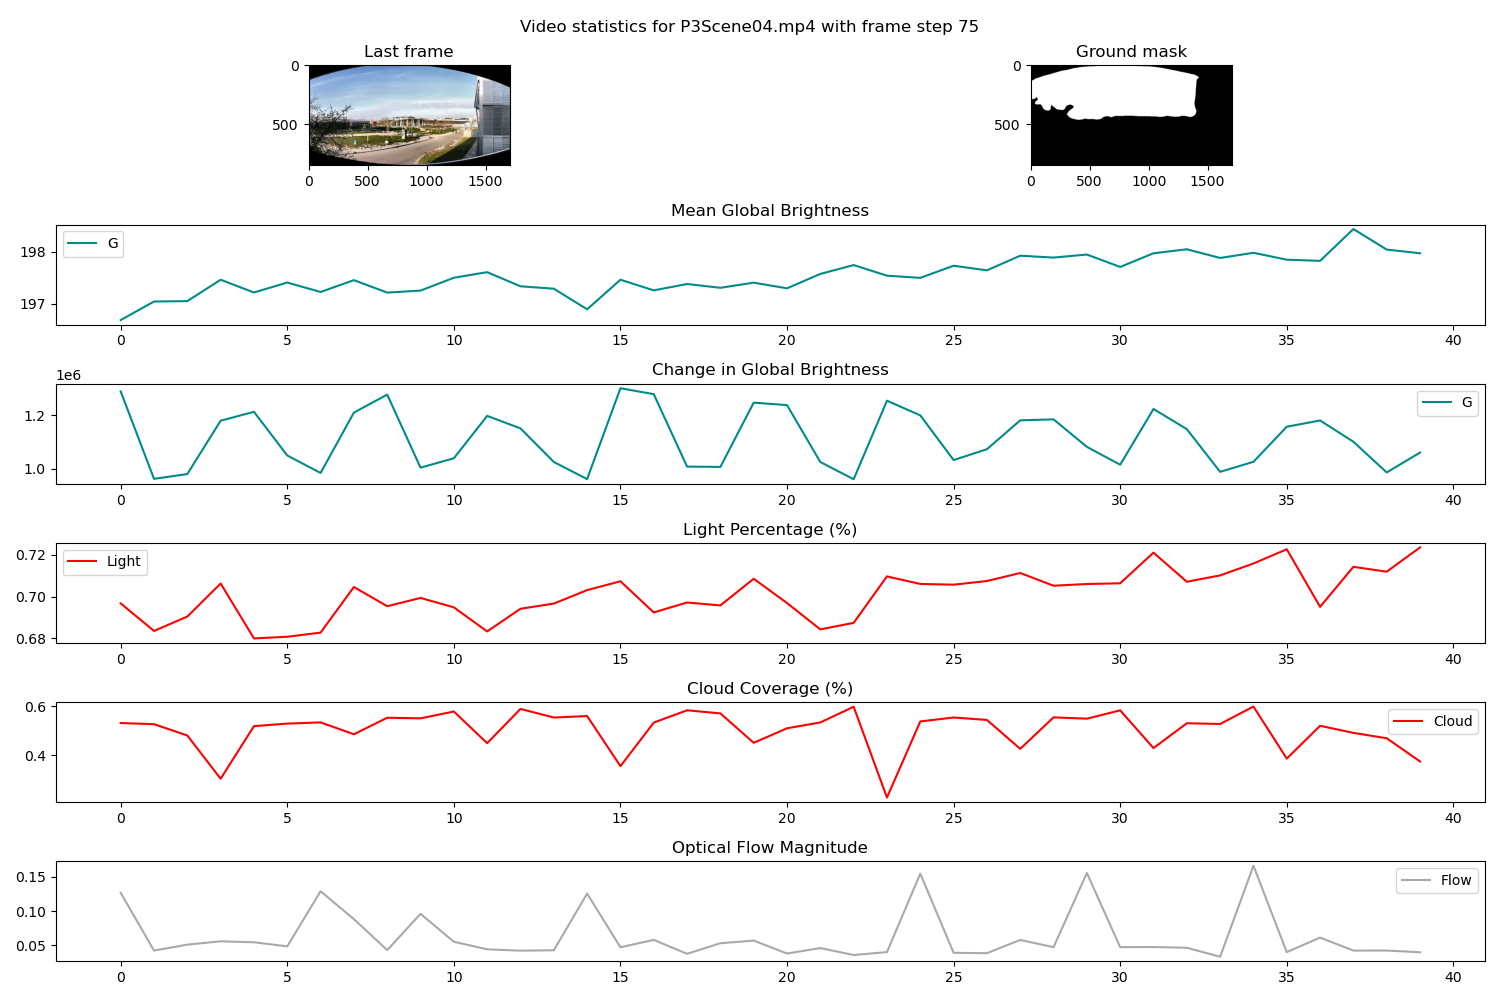 Video statistics for P3Scene04.mp4 with frame step 75
Last frame
Ground mask
0
500
0 500 1000 1500
0
500
0 500 1000 1500
Mean Global Brightness
G
198
197
0 5 10 15 20 25 30 35 40
Change in Global Brightness
1e6
G
1.2
1.0
0 5 10 15 20 25 30 35 40
Light Percentage (%)
Light
0.72
0.70
0.68
0 5 10 15 20 25 30 35 40
Cloud Coverage (%)
Cloud
0.6
0.4
0 5 10 15 20 25 30 35 40
Optical Flow Magnitude
Flow
0.15
0.10
0.05
0 5 10 15 20 25 30 35 40